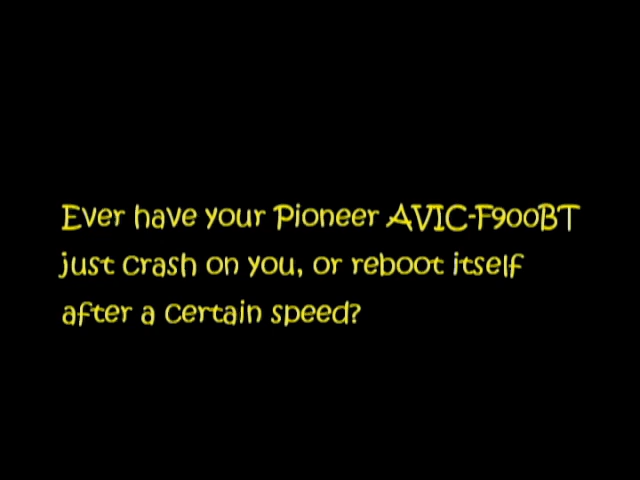 Ever have your Pioneer AVIC-F900BT
just crash on you, or reboot itself
after a certain speed?